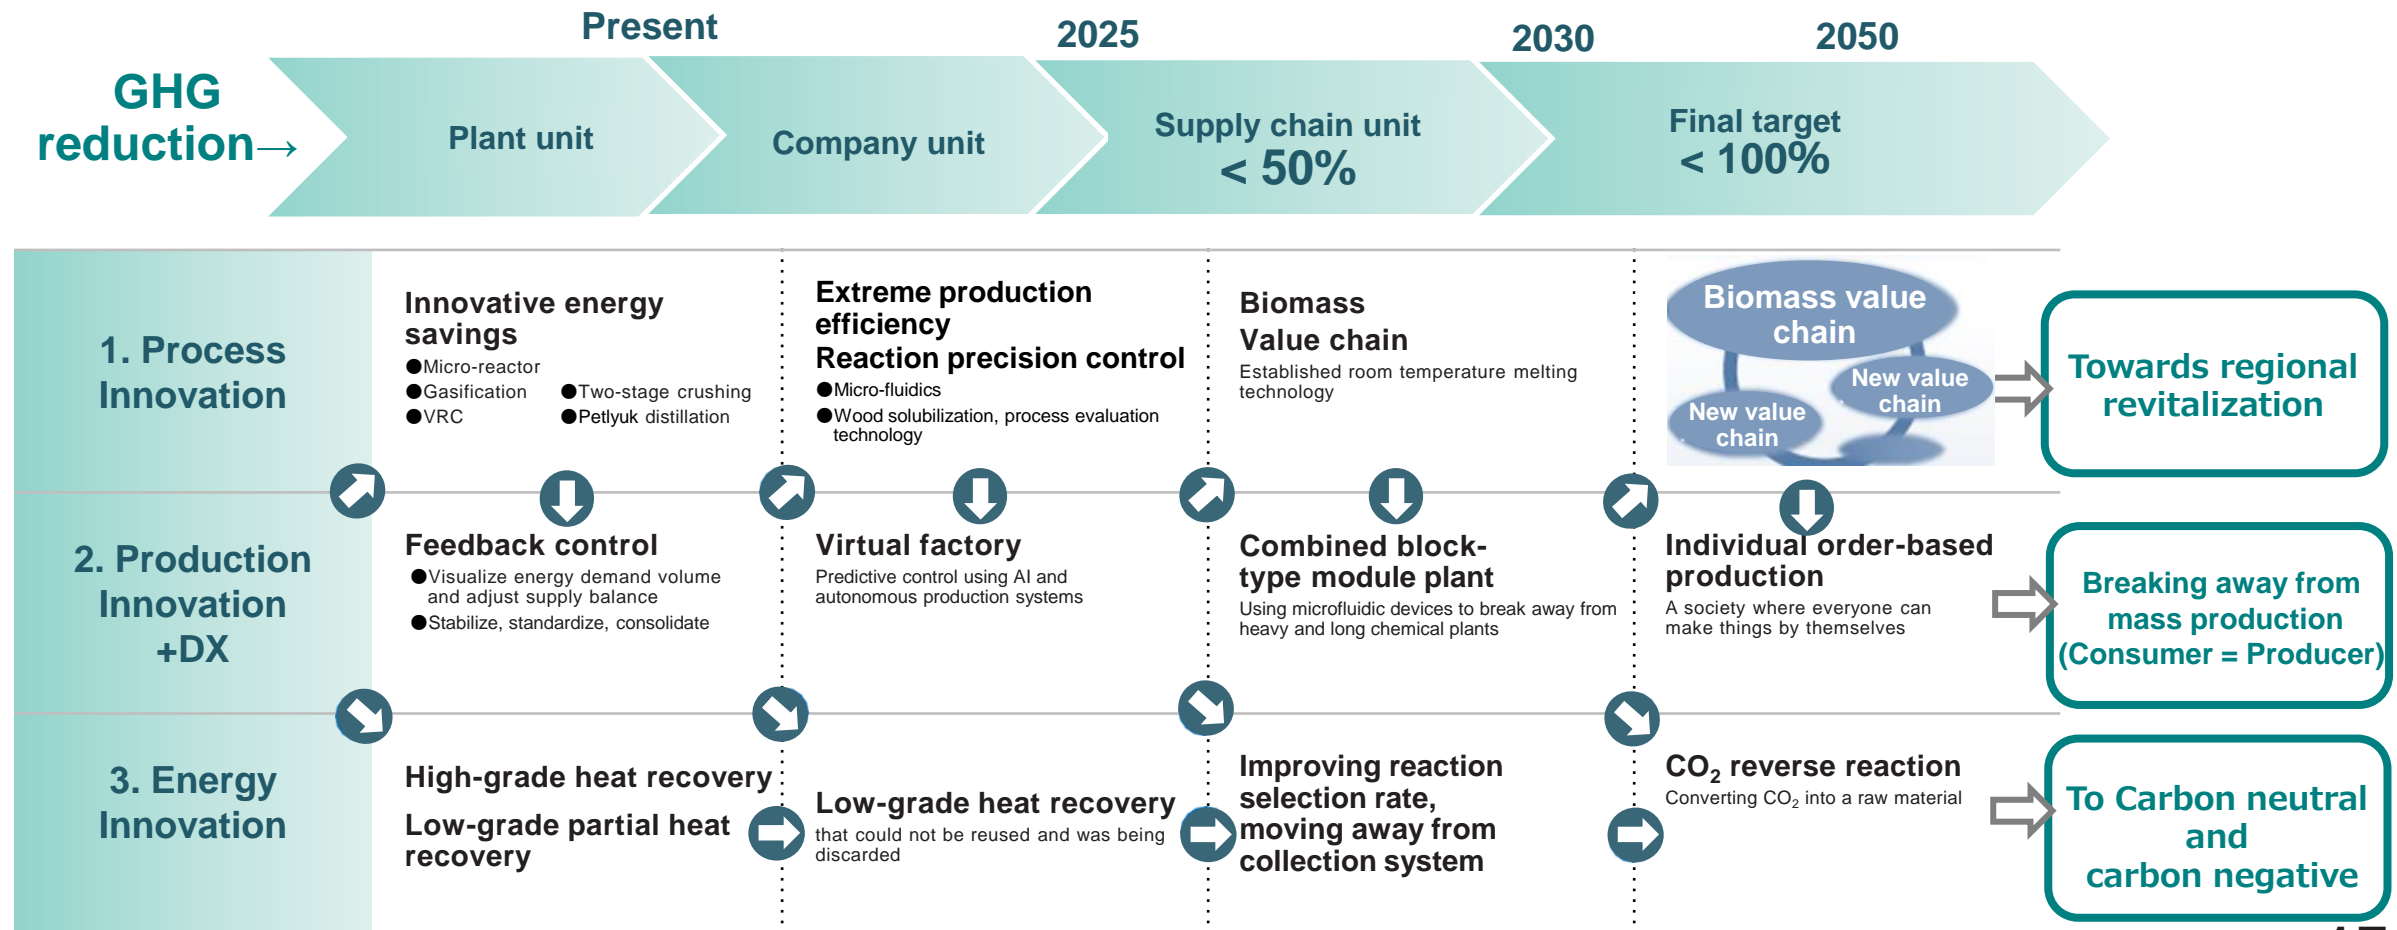 Present
2025
2030
2050
GHG
reduction→
Plant unit
Company unit
Supply chain unit
< 50%
Final target
< 100%
1. Process
Innovation
Innovative energy
savings
●Micro-reactor
●Gasification ●Two-stage crushing
●VRC ●Petlyuk distillation
Extreme production
efficiency
Reaction precision control
●Micro-fluidics
●Wood solubilization, process evaluation
technology
Biomass
Value chain
Established room temperature melting
technology
Biomass value
chain
New value
chain
New value
chain
Towards regional
revitalization
2. Production
Innovation
+DX
Feedback control
●Visualize energy demand volume
and adjust supply balance
●Stabilize, standardize, consolidate
Virtual factory
Predictive control using AI and
autonomous production systems
Combined block-
type module plant
Using microfluidic devices to break away from
heavy and long chemical plants
Individual order-based
production
A society where everyone can
make things by themselves
Breaking away from
mass production
(Consumer = Producer)
3. Energy
Innovation
High-grade heat recovery
Low-grade partial heat
recovery
Low-grade heat recovery
that could not be reused and was being
discarded
Improving reaction
selection rate,
moving away from
collection system
CO₂ reverse reaction
Converting CO₂ into a raw material
To Carbon neutral
and
carbon negative